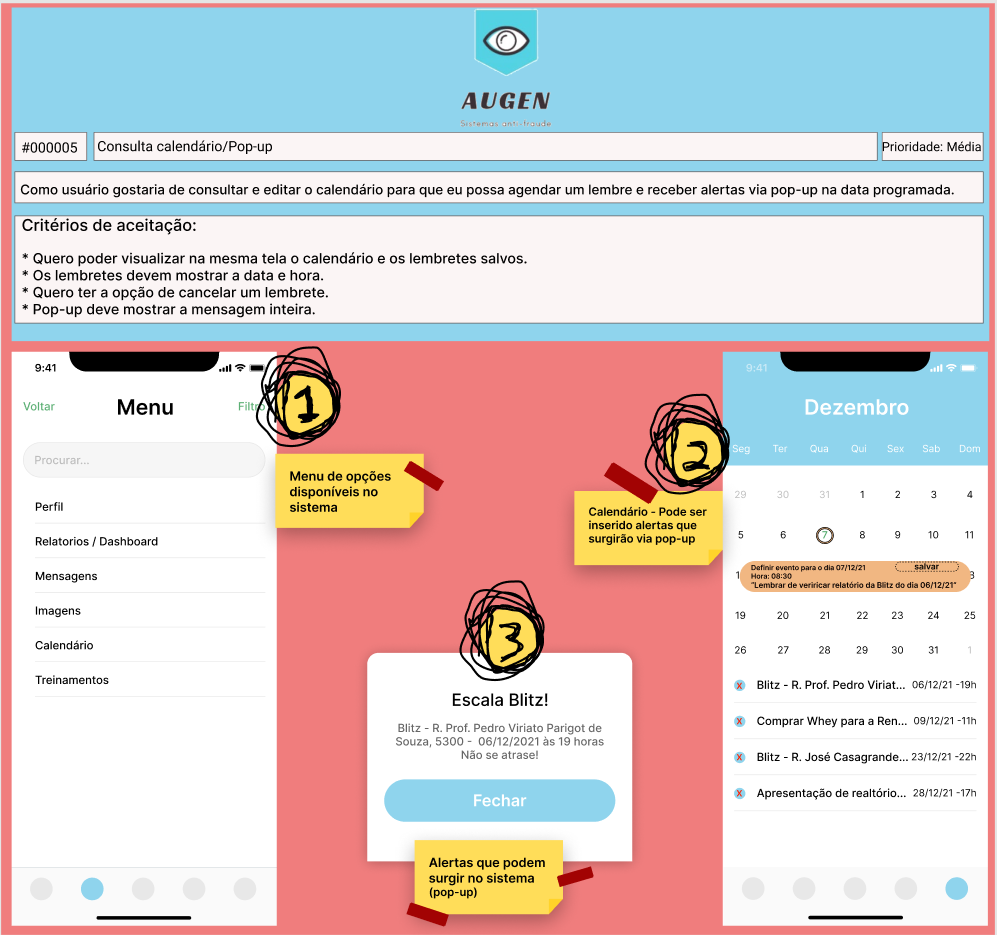 AUGEN
Sistemas anti-fraude
#000005
Consulta calendário/Pop-up
Prioridade: Média
Como usuário gostaria de consultar e editar o calendário para que eu possa agendar um lembre e receber alertas via pop-up na data programada.
Critérios de aceitação:
* Quero poder visualizar na mesma tela o calendário e os lembretes salvos.
* Os lembretes devem mostrar a data e hora.
* Quero ter a opção de cancelar um lembrete.
* Pop-up deve mostrar a mensagem inteira.
9:41
Voltar
Menu
Filtro
Procurar...
Perfil
Relatorios / Dashboard
Mensagens
Imagens
Calendário
Treinamentos
1
Menu de opções
disponíveis no
sistema
2
Calendário - Pode ser
inserido alertas que
surgirão via pop-up
3
Escala Blitz!
Blitz - R. Prof. Pedro Viriato Parigot de
Souza, 5300 - 06/12/2021 às 19 horas
Não se atrase!
Fechar
Alertas que podem
surgir no sistema
(pop-up)
9:41
Dezembro
Seg Ter Qua Qui Sex Sab Dom
29 30 31 1 2 3 4
5 6 7 8 9 10 11
Definir evento para o dia 07/12/21
salvar
Hora: 08:30
"Lembrar de veriricar relatório da Blitz do dia 06/12/21"
19 20 21 22 23 24 25
26 27 28 29 30 31 1
X Blitz - R. Prof. Pedro Viriat... 06/12/21 -19h
X Comprar Whey para a Ren... 09/12/21 -11h
X Blitz - R. José Casagrande... 23/12/21 -22h
X Apresentação de realtório... 28/12/21 -17h